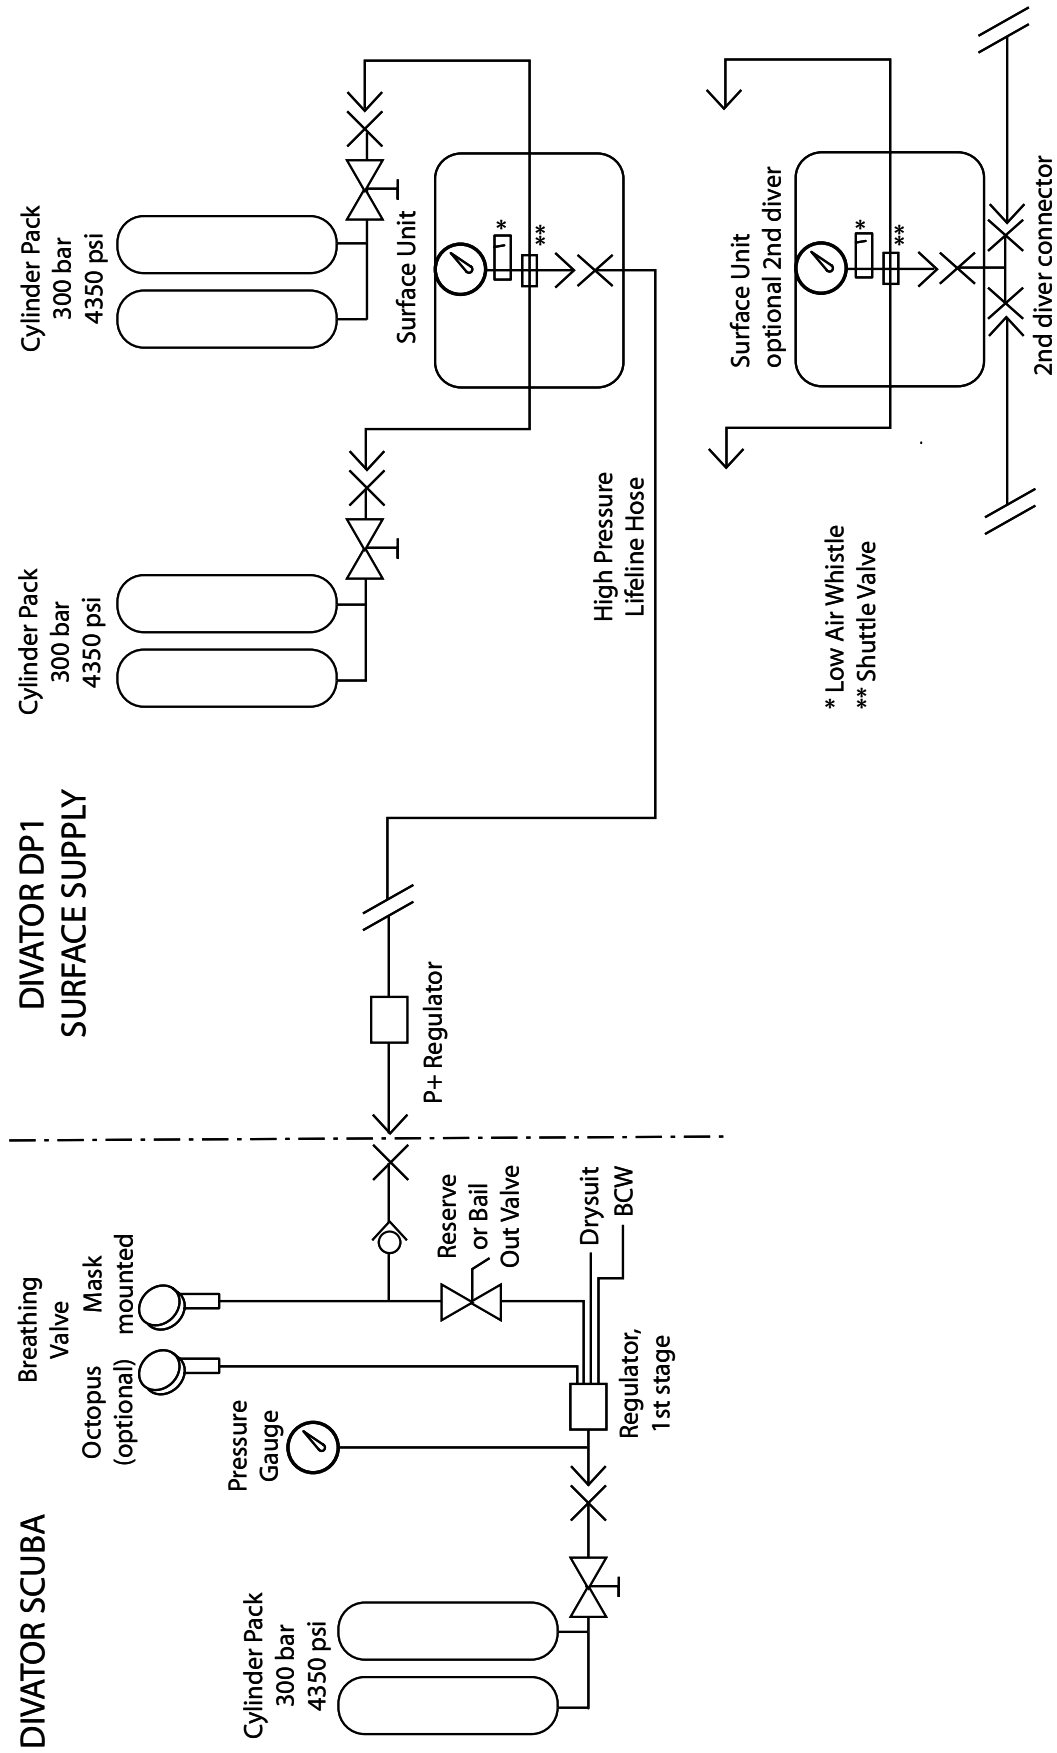 DIVATOR SCUBA
DIVATOR DP1
SURFACE SUPPLY
Breathing
Valve
Octopus
(optional)
Mask
mounted
Pressure
Gauge
Cylinder Pack
300 bar
4350 psi
Reserve
or Bail
Out Valve
Drysuit
BCW
Regulator,
1st stage
P+ Regulator
Cylinder Pack
300 bar
4350 psi
Cylinder Pack
300 bar
4350 psi
Surface Unit
*
**
High Pressure
Lifeline Hose
Surface Unit
optional 2nd diver
*
**
2nd diver connector
* Low Air Whistle
** Shuttle Valve